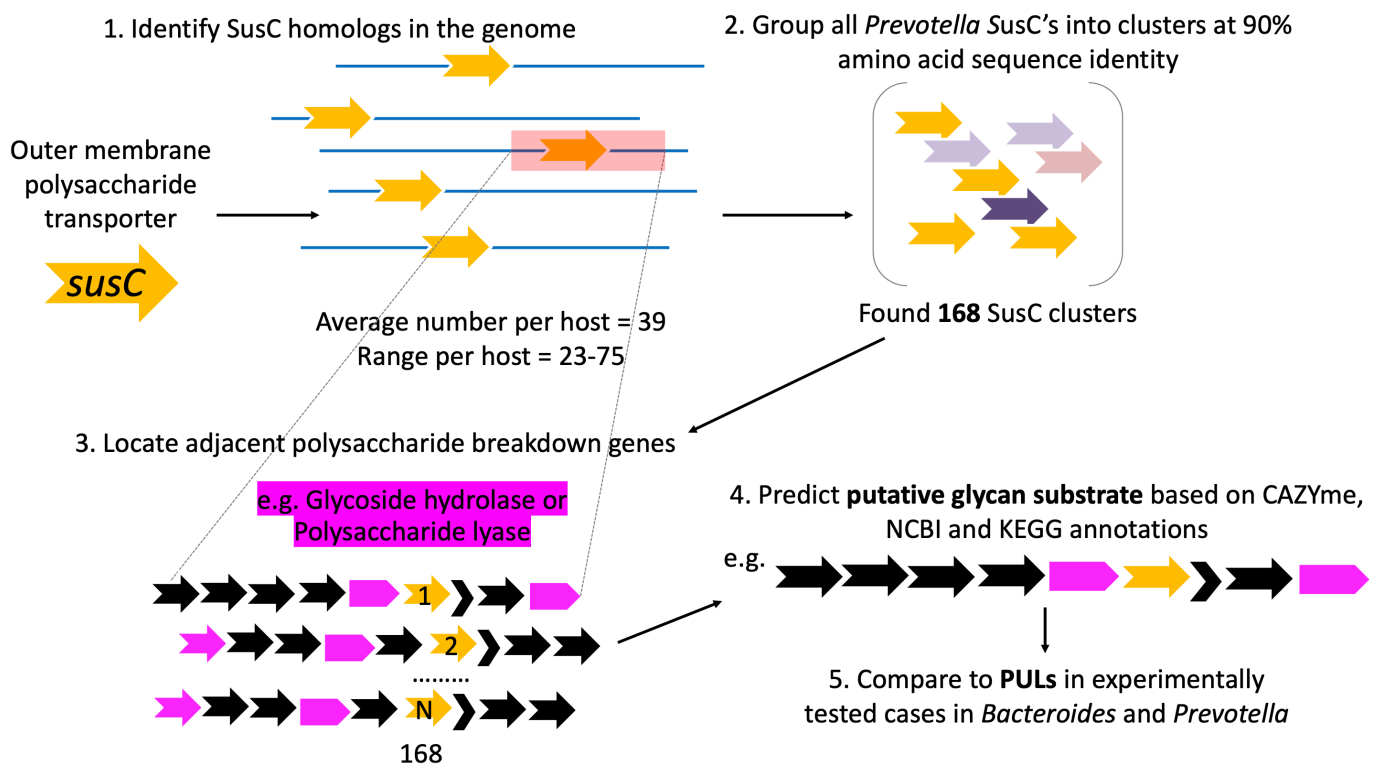 1. Identify SusC homologs in the genome
Outer membrane
polysaccharide
transporter
susC
Average number per host = 39
Range per host = 23-75
2. Group all Prevotella SusC’s into clusters at 90%
amino acid sequence identity
Found 168 SusC clusters
3. Locate adjacent polysaccharide breakdown genes
e.g. Glycoside hydrolase or
Polysaccharide lyase
1
2
.........
N
168
4. Predict putative glycan substrate based on CAZYme,
NCBI and KEGG annotations
e.g.
5. Compare to PULs in experimentally
tested cases in Bacteroides and Prevotella